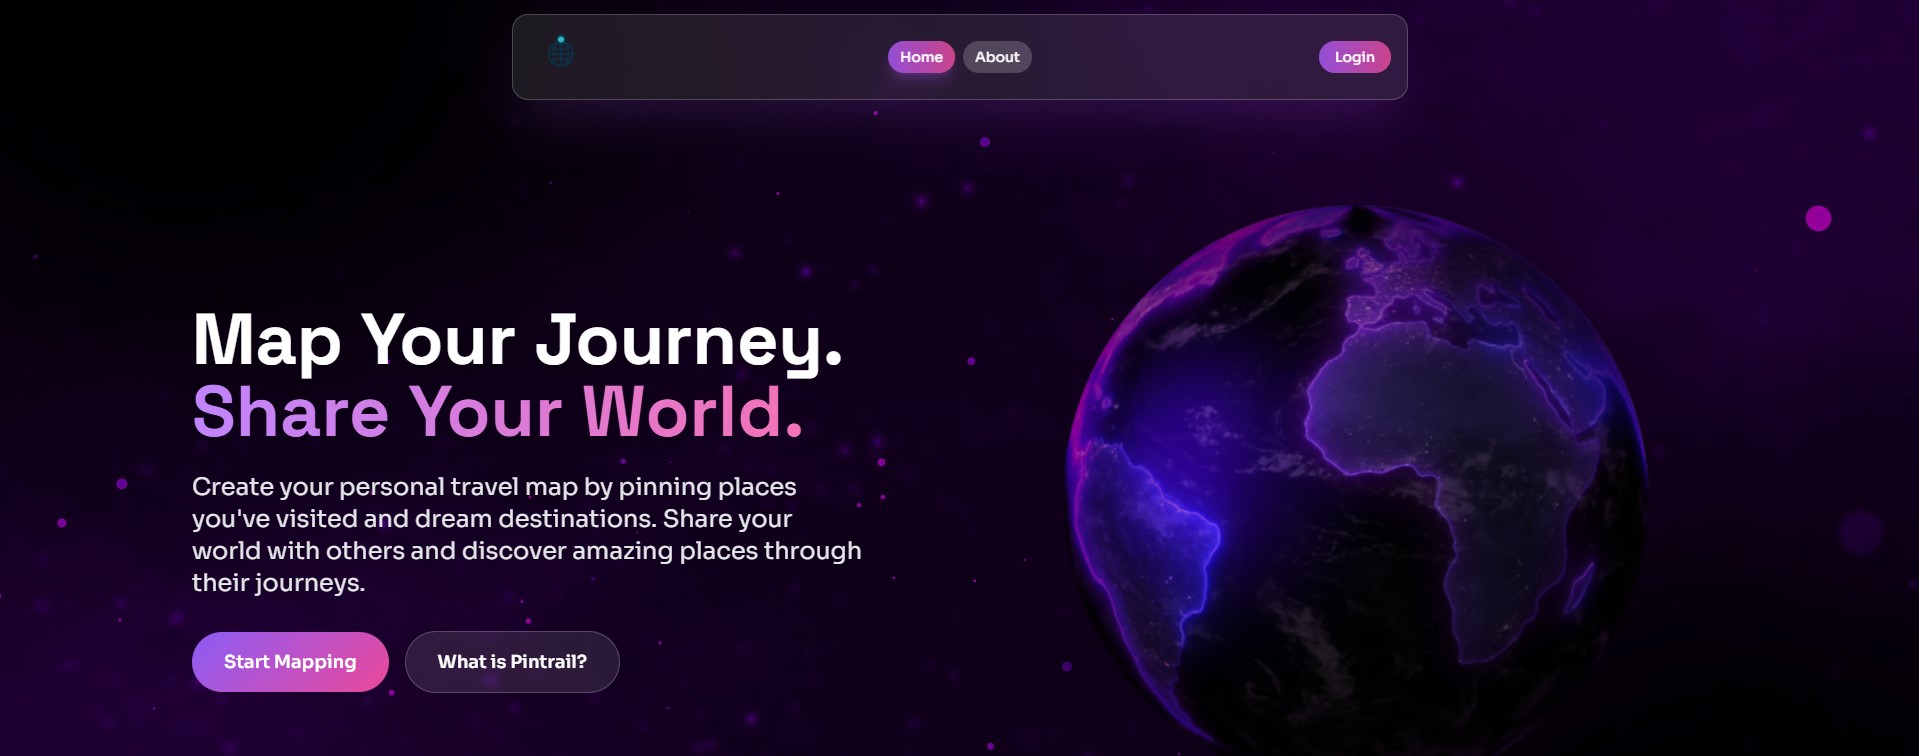 Home
About
Login
Map Your Journey.
Share Your World.
Create your personal travel map by pinning places
you've visited and dream destinations. Share your
world with others and discover amazing places through
their journeys.
Start Mapping
What is Pintrail?